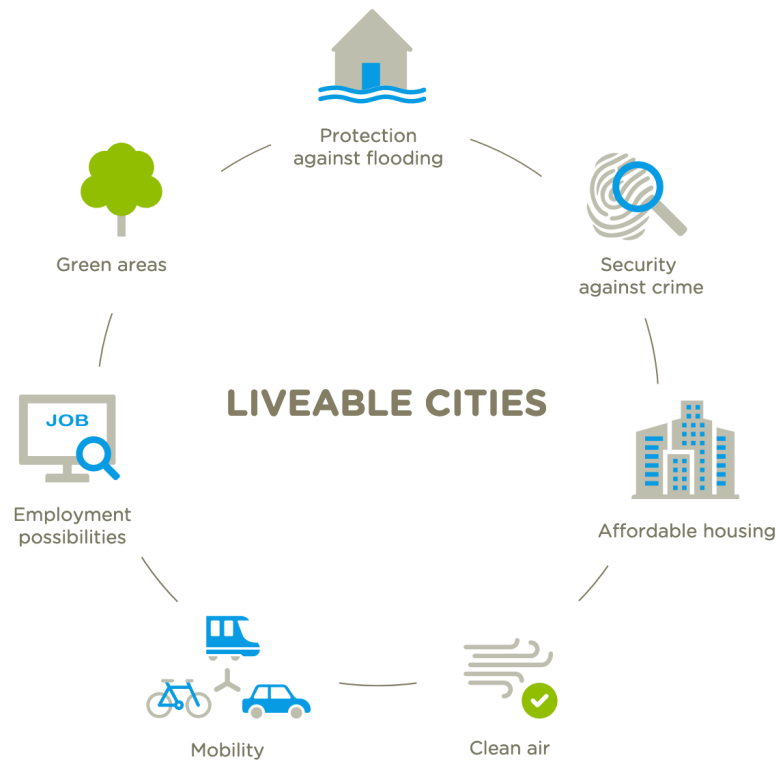 Protection
against flooding
Security
against crime
Affordable housing
Clean air
Mobility
Employment
possibilities
JOB
Green areas
LIVEABLE CITIES